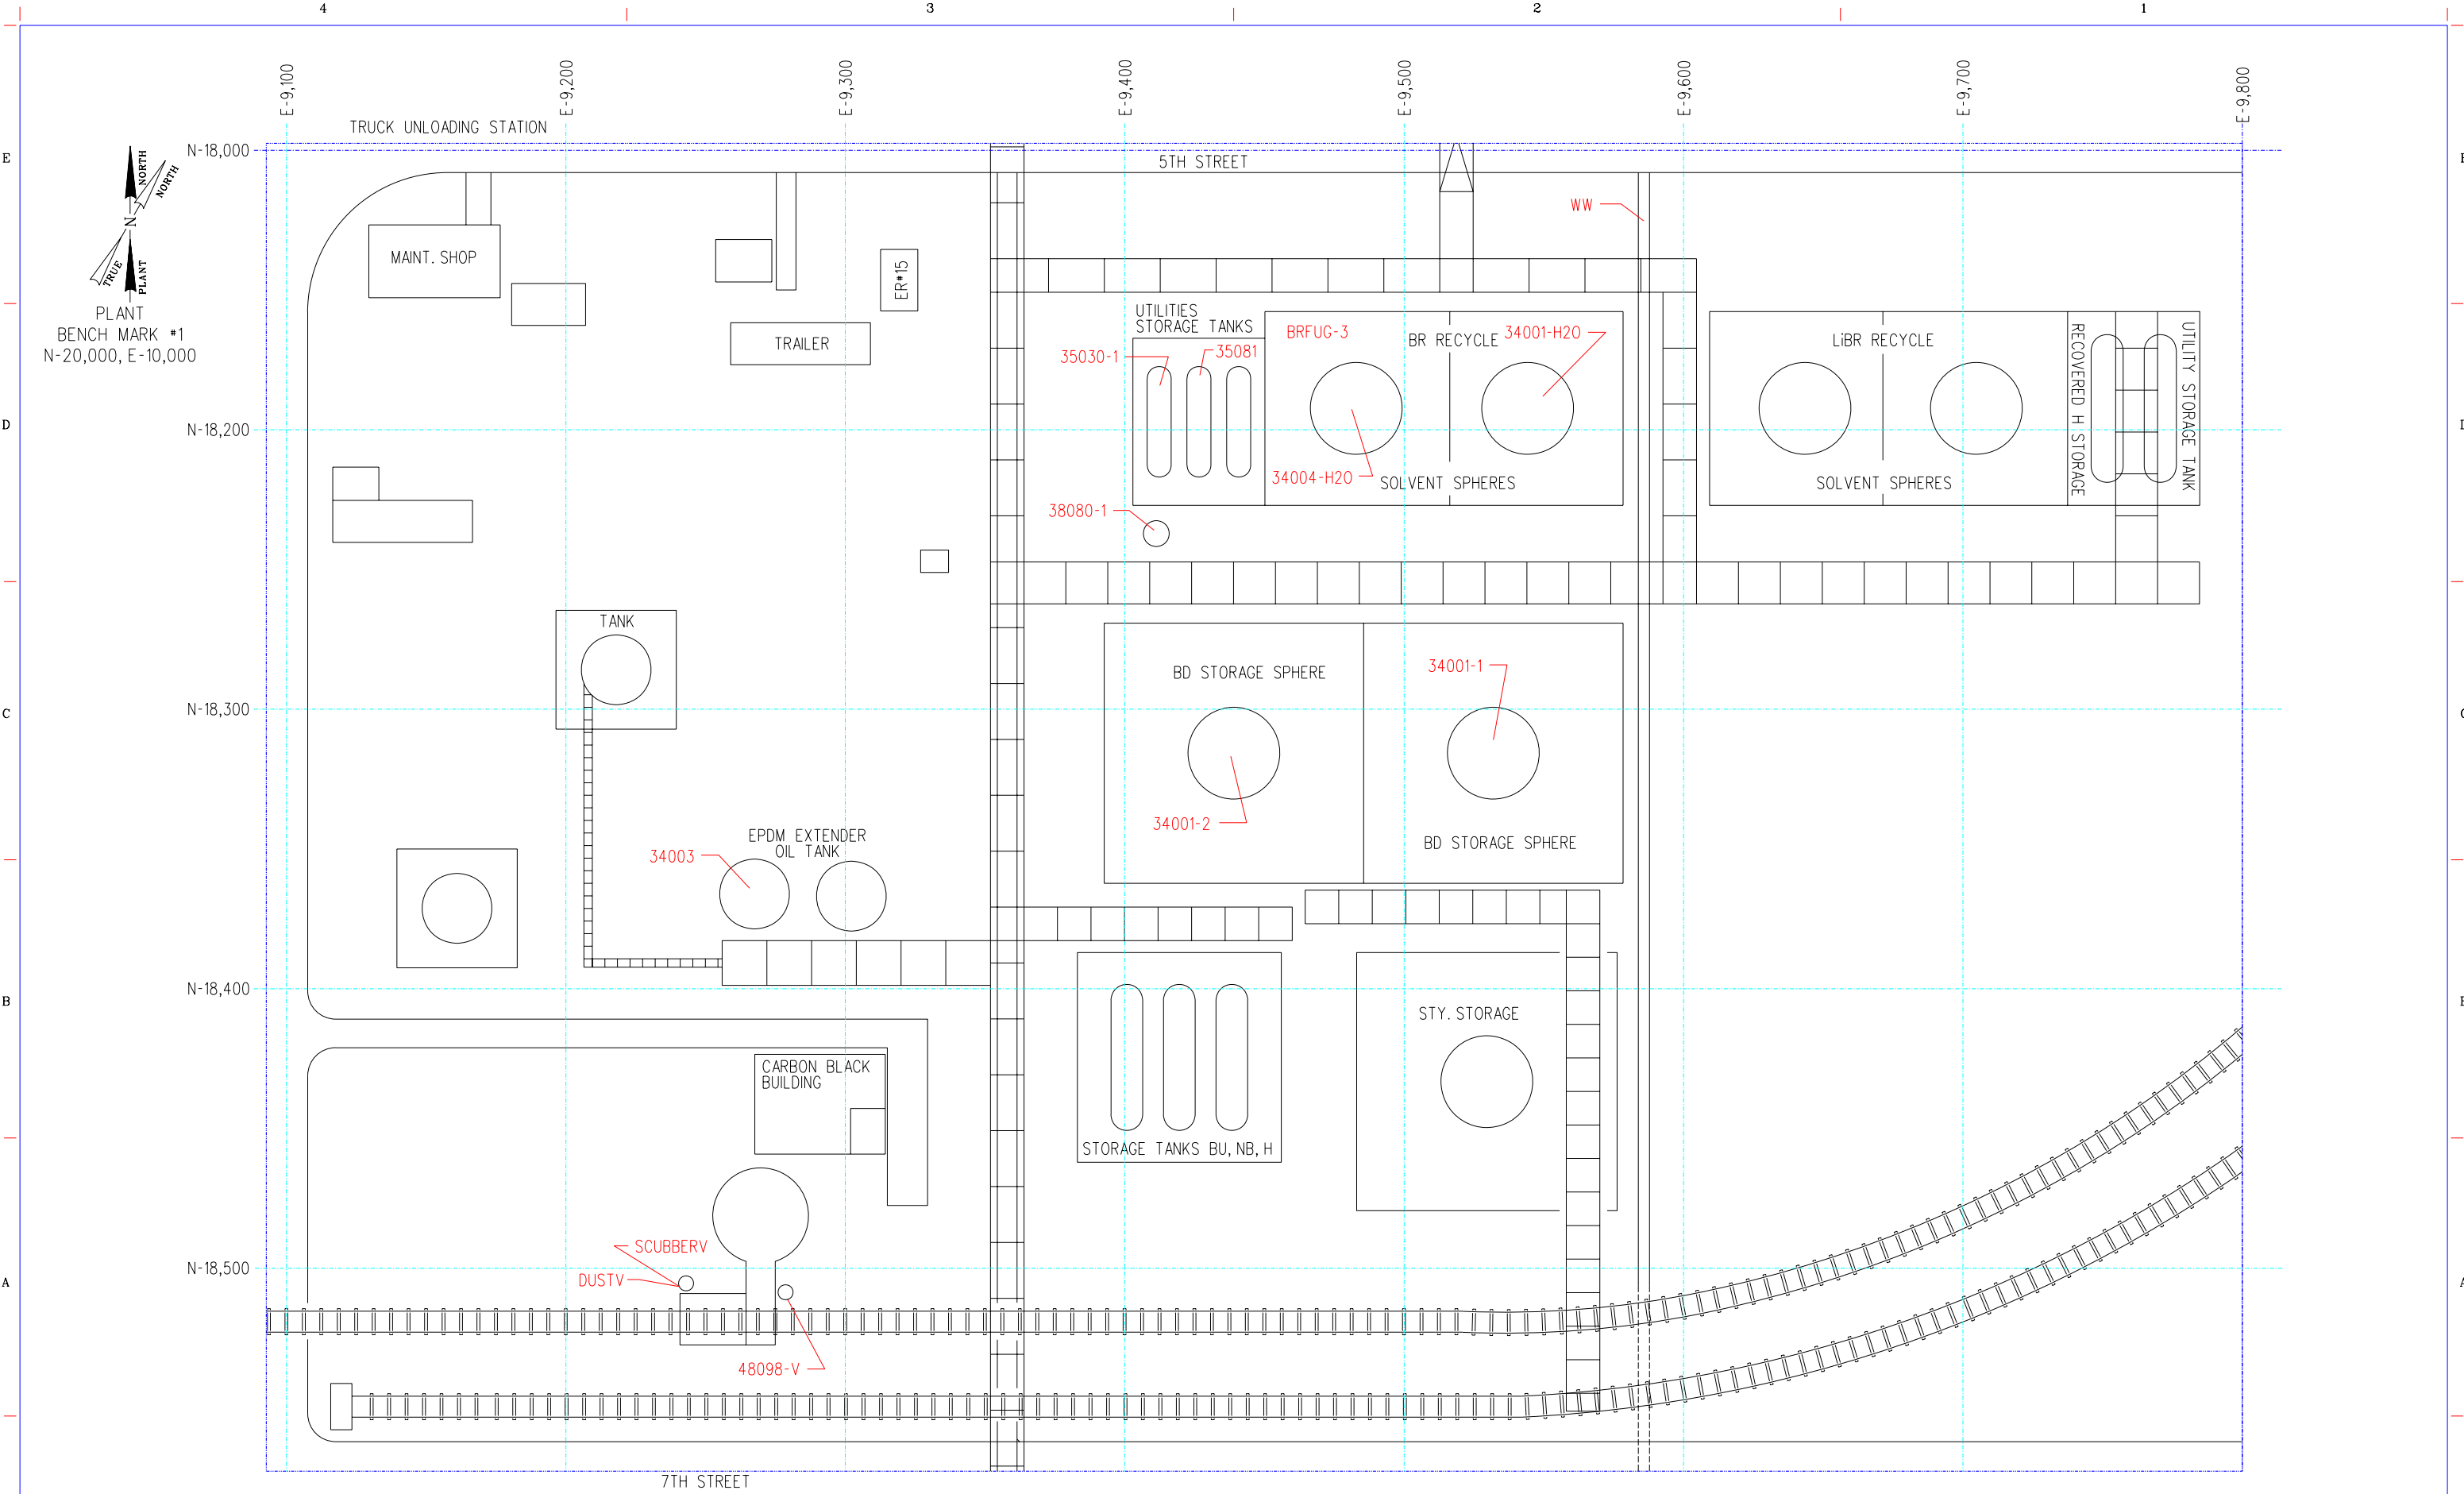 4 3 2 1
E-9,100 E-9,200 E-9,300 E-9,400 E-9,500 E-9,600 E-9,700 E-9,800
TRUCK UNLOADING STATION
N-18,000
5TH STREET
E
NORTH
NORTH
N
TRUE
PLANT
PLANT
BENCH MARK #1
N-20,000, E-10,000
WW
MAINT. SHOP
ER#15
TRAILER
UTILITIES
STORAGE TANKS
BRFUG-3
BR RECYCLE
34001-H2O
35030-1
35081
LiBR RECYCLE
RECOVERED H STORAGE
UTILITY STORAGE TANK
D
N-18,200
34004-H2O
SOLVENT SPHERES
SOLVENT SPHERES
38080-1
TANK
BD STORAGE SPHERE
34001-1
C
N-18,300
34001-2
BD STORAGE SPHERE
EPDM EXTENDER
OIL TANK
34003
B
N-18,400
STY. STORAGE
CARBON BLACK
BUILDING
STORAGE TANKS BU, NB, H
SCUBBERV
DUSTV
A
N-18,500
48098-V
7TH STREET